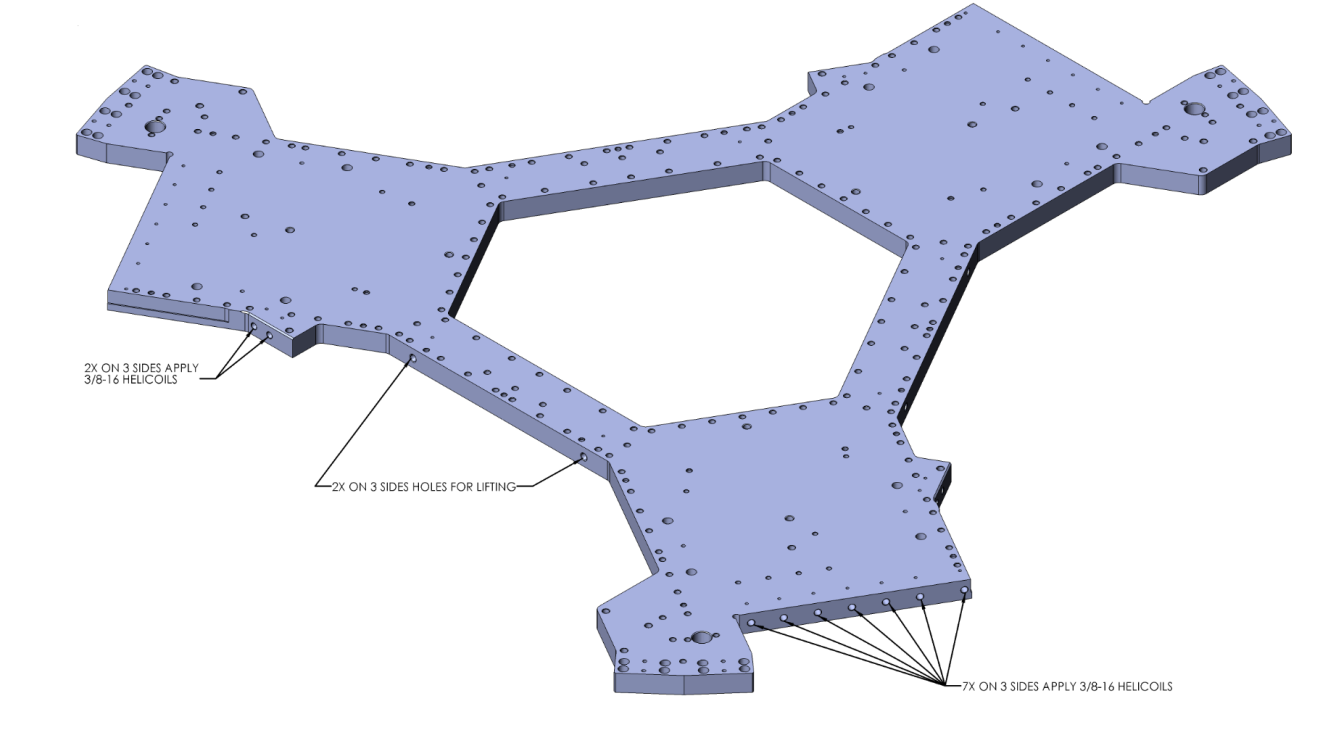 2X ON 3 SIDES APPLY
3/8-16 HELICOILS
2X ON 3 SIDES HOLES FOR LIFTING
7X ON 3 SIDES APPLY 3/8-16 HELICOILS